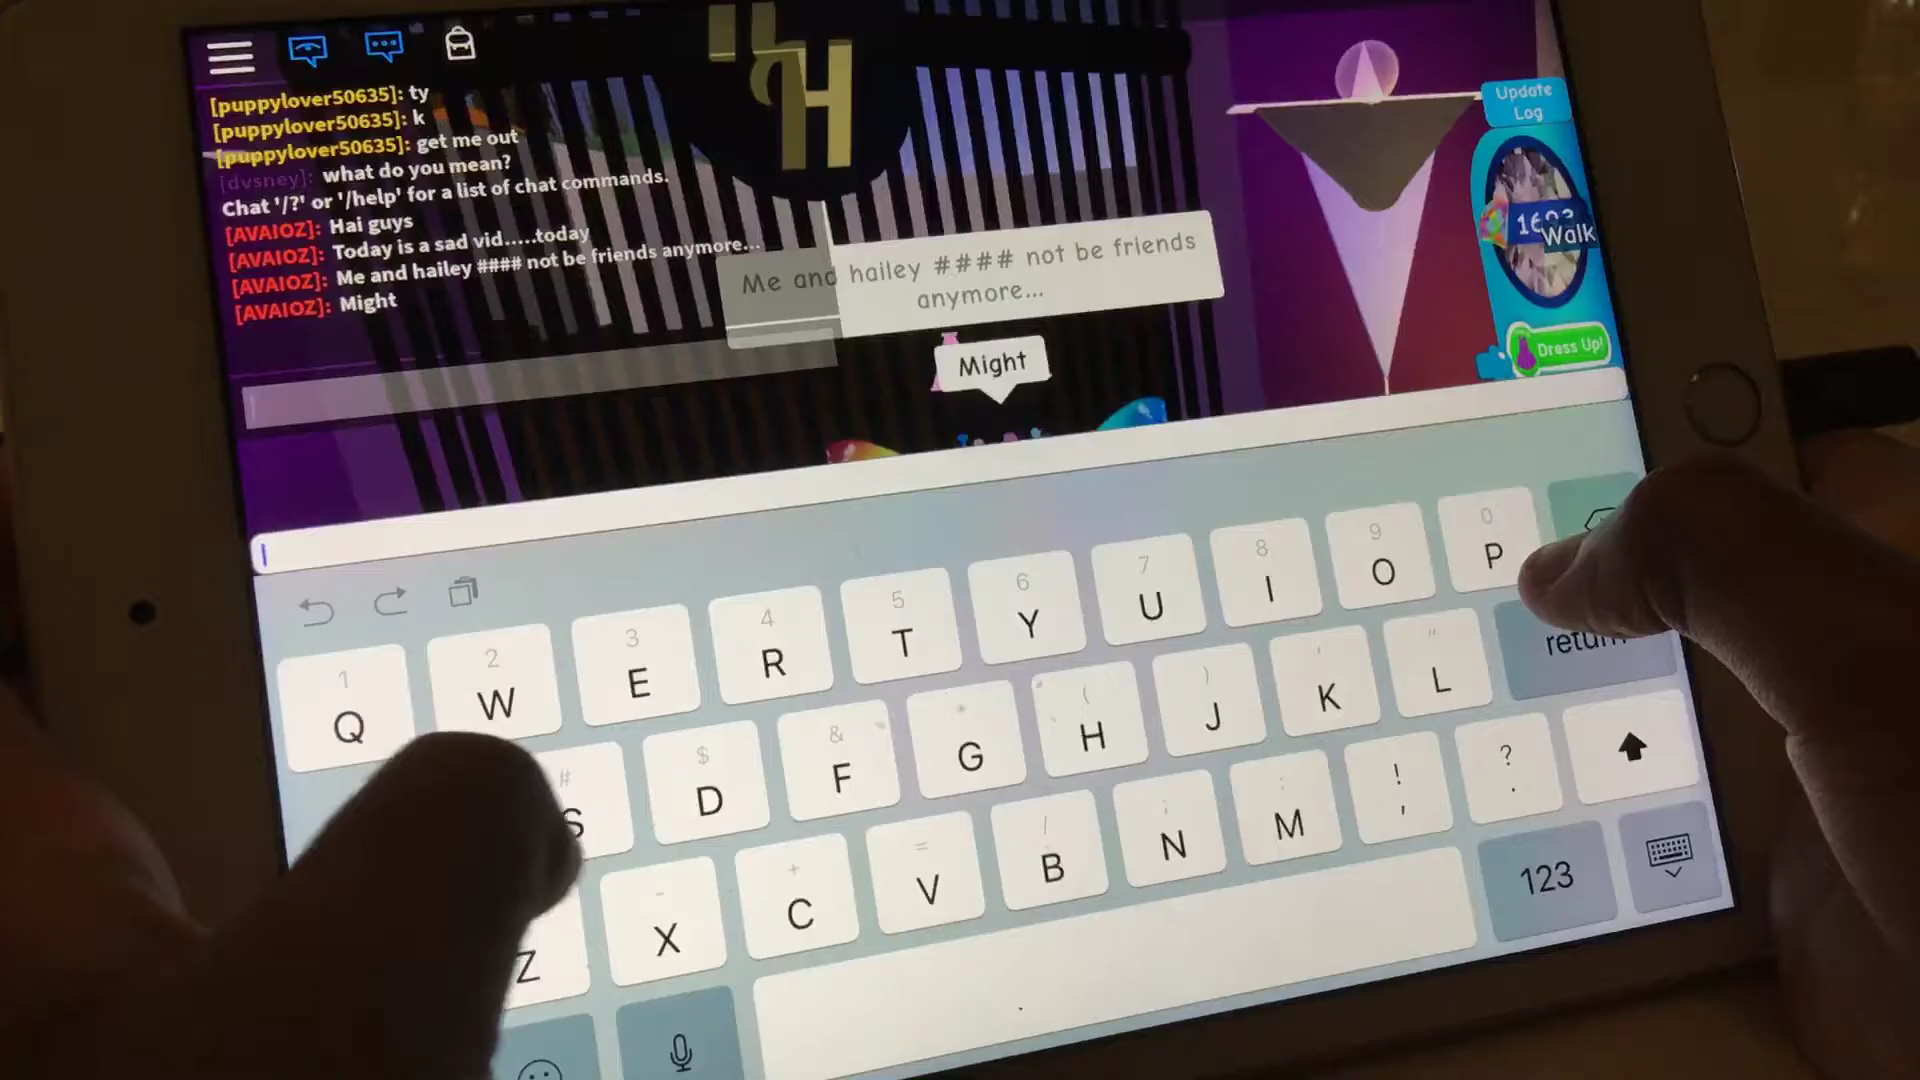 [puppylover50635]: ty
[puppylover50635]: k
[puppylover50635]: get me out
[dvsney]: what do you mean?
Chat '/?' or '/help' for a list of chat commands.
[AVAIOZ]: Hai guys
[AVAIOZ]: Today is a sad vid.....today
[AVAIOZ]: Me and hailey #### not be friends anymore...
[AVAIOZ]: Might
H
Update
Log
Walk
Dress Up!
Me and hailey #### not be friends
anymore...
Might
1 2 3 4 5 6 7 8 9 0
Q W E R T Y U I O P
# $ & * ( ) ' "
S D F G H J K L return
- + = / ; : ! ?
Z X C V B N M , .
123